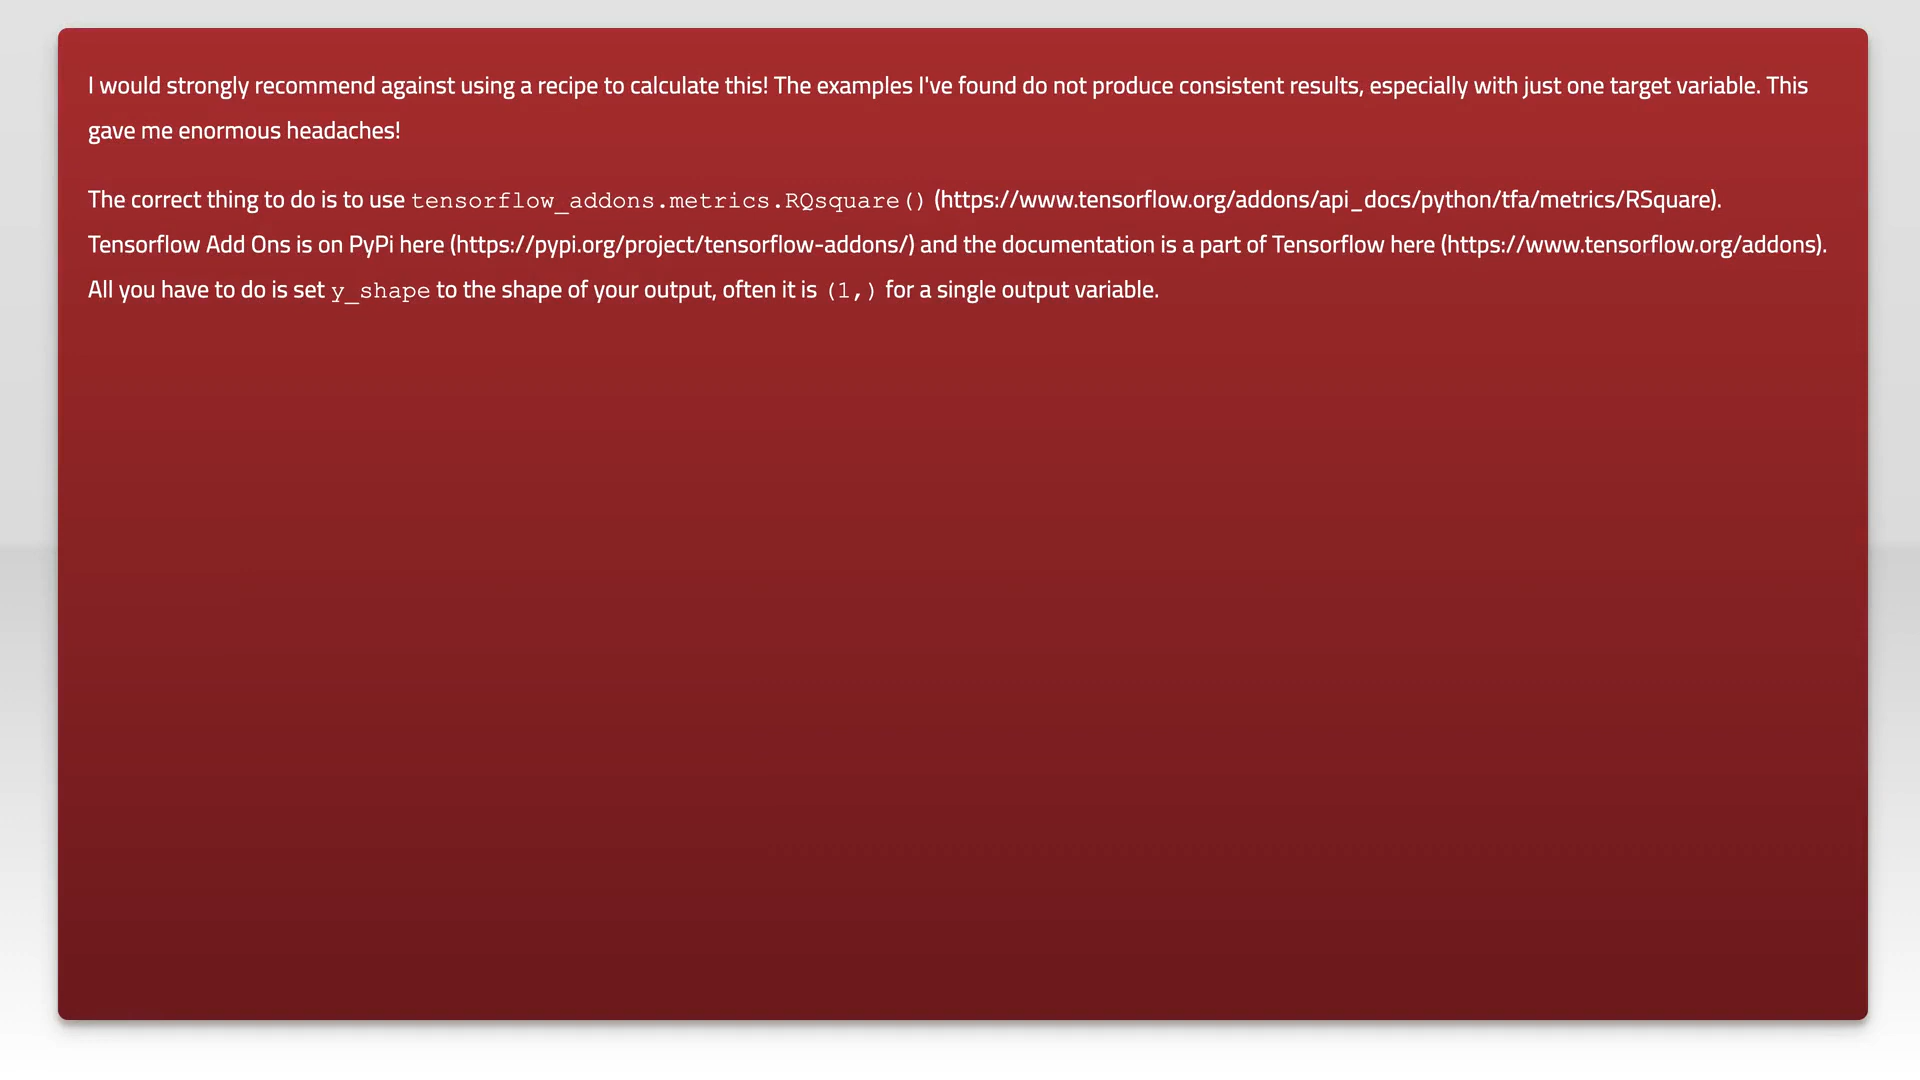 I would strongly recommend against using a recipe to calculate this! The examples I've found do not produce consistent results, especially with just one target variable. This
gave me enormous headaches!
The correct thing to do is to use tensorflow_addons.metrics.RQsquare() (https://www.tensorflow.org/addons/api_docs/python/tfa/metrics/RSquare).
Tensorflow Add Ons is on PyPi here (https://pypi.org/project/tensorflow-addons/) and the documentation is a part of Tensorflow here (https://www.tensorflow.org/addons).
All you have to do is set y_shape to the shape of your output, often it is (1,) for a single output variable.